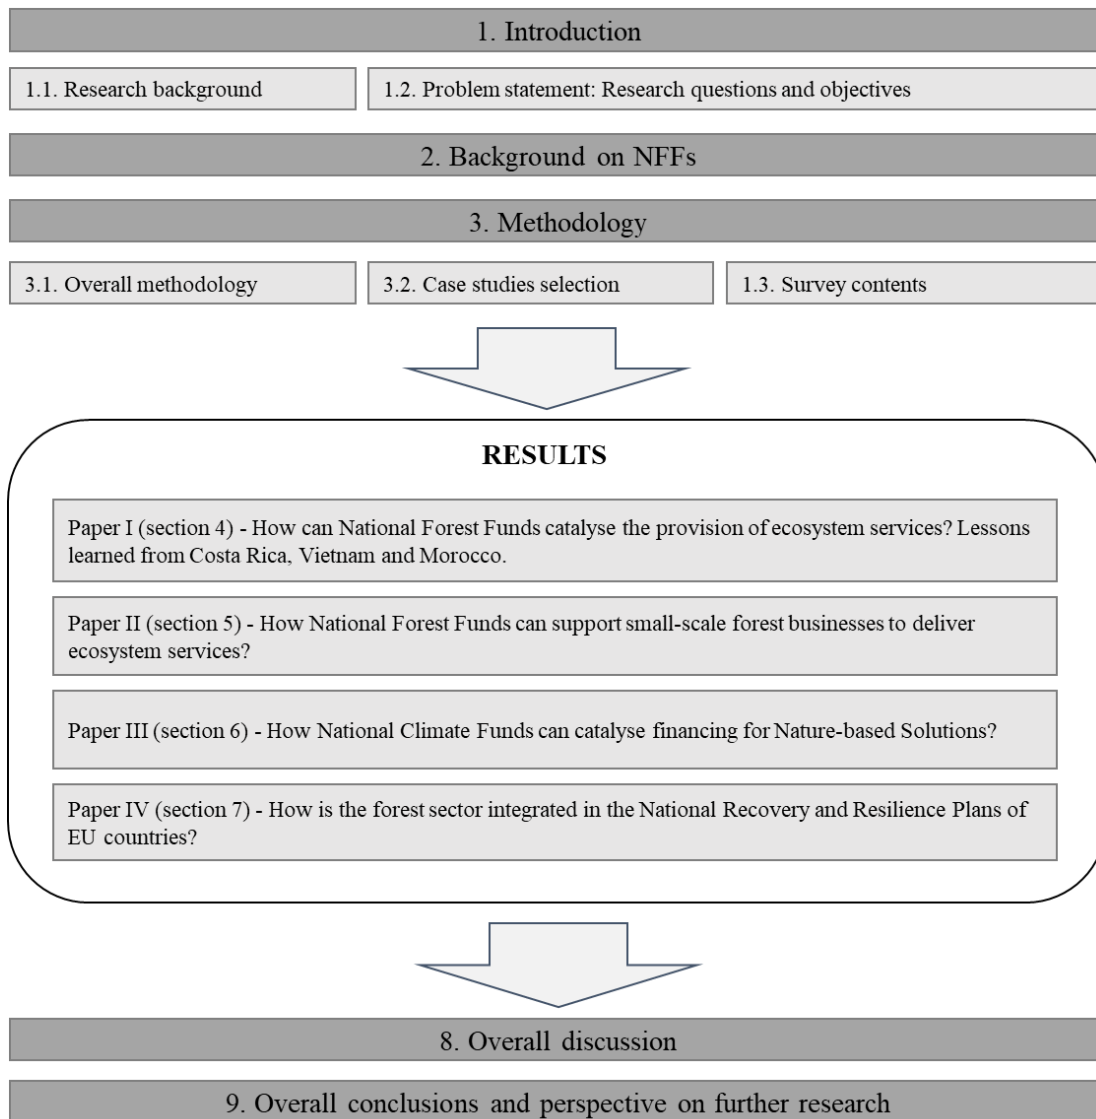 1. Introduction
1.1. Research background
1.2. Problem statement: Research questions and objectives
2. Background on NFFs
3. Methodology
3.1. Overall methodology
3.2. Case studies selection
1.3. Survey contents
RESULTS
Paper I (section 4) - How can National Forest Funds catalyse the provision of ecosystem services? Lessons
learned from Costa Rica, Vietnam and Morocco.
Paper II (section 5) - How National Forest Funds can support small-scale forest businesses to deliver
ecosystem services?
Paper III (section 6) - How National Climate Funds can catalyse financing for Nature-based Solutions?
Paper IV (section 7) - How is the forest sector integrated in the National Recovery and Resilience Plans of
EU countries?
8. Overall discussion
9. Overall conclusions and perspective on further research